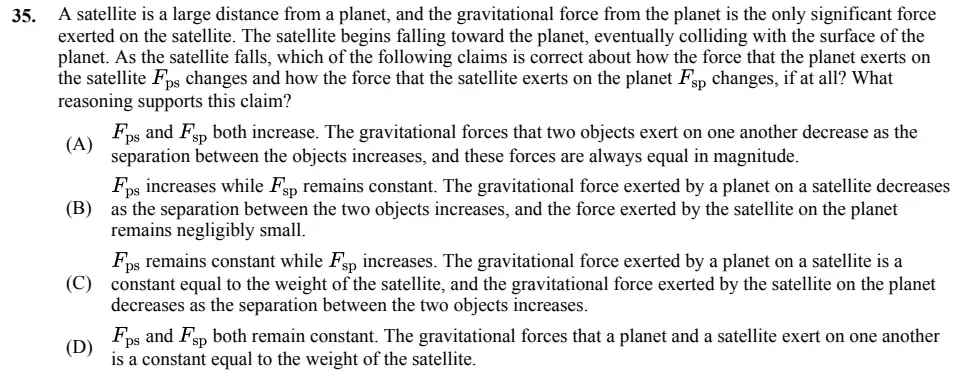 35. A satellite is a large distance from a planet, and the gravitational force from the planet is the only significant force
exerted on the satellite. The satellite begins falling toward the planet, eventually colliding with the surface of the
planet. As the satellite falls, which of the following claims is correct about how the force that the planet exerts on
the satellite Fps changes and how the force that the satellite exerts on the planet Fsp changes, if at all? What
reasoning supports this claim?
(A) Fps and Fsp both increase. The gravitational forces that two objects exert on one another decrease as the
separation between the objects increases, and these forces are always equal in magnitude.
Fps increases while Fsp remains constant. The gravitational force exerted by a planet on a satellite decreases
(B) as the separation between the two objects increases, and the force exerted by the satellite on the planet
remains negligibly small.
Fps remains constant while Fsp increases. The gravitational force exerted by a planet on a satellite is a
(C) constant equal to the weight of the satellite, and the gravitational force exerted by the satellite on the planet
decreases as the separation between the two objects increases.
(D) Fps and Fsp both remain constant. The gravitational forces that a planet and a satellite exert on one another
is a constant equal to the weight of the satellite.